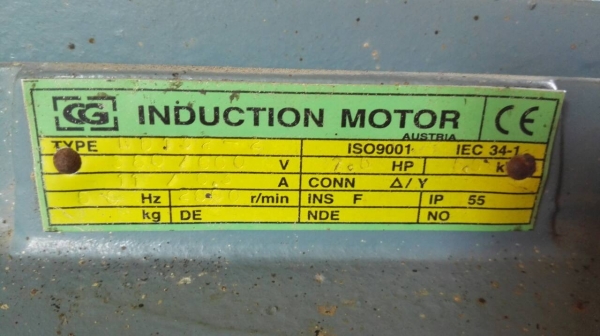 CG INDUCTION MOTOR CE
AUSTRIA
TYPE ISO9001 IEC 34-1
V HP
A CONN Δ/Y
Hz r/min INS F IP 55
kg DE NDE NO